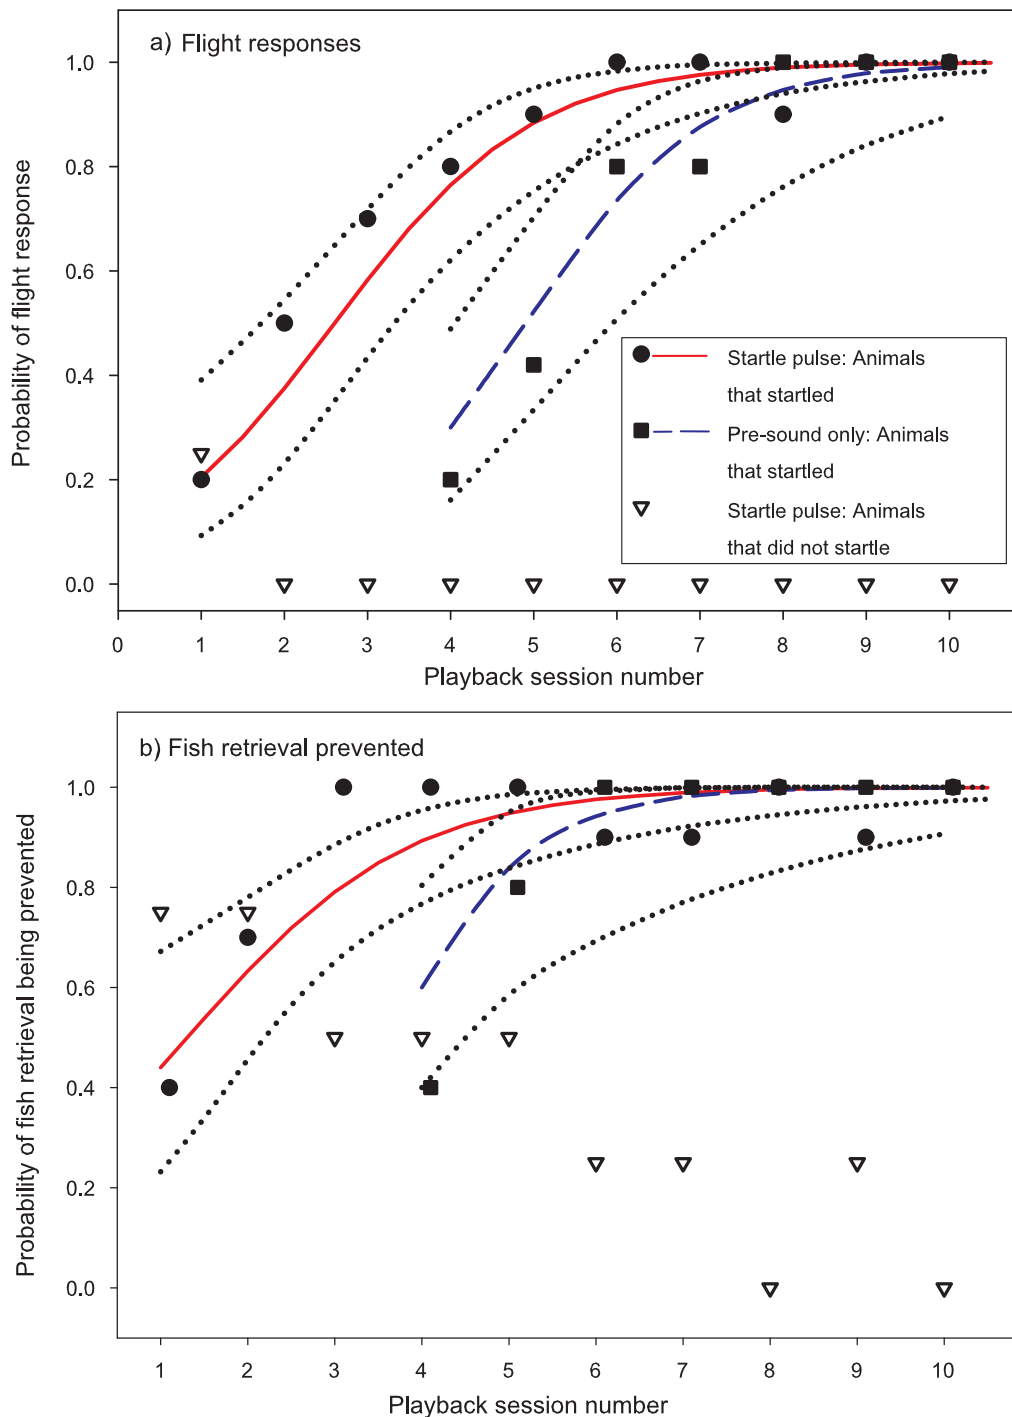 a) Flight responses
Probability of flight response
1.0
0.8
0.6
0.4
0.2
0.0
Startle pulse: Animals
that startled
Pre-sound only: Animals
that startled
Startle pulse: Animals
that did not startle
0 1 2 3 4 5 6 7 8 9 10
Playback session number
b) Fish retrieval prevented
Probability of fish retrieval being prevented
1.0
0.8
0.6
0.4
0.2
0.0
1 2 3 4 5 6 7 8 9 10
Playback session number